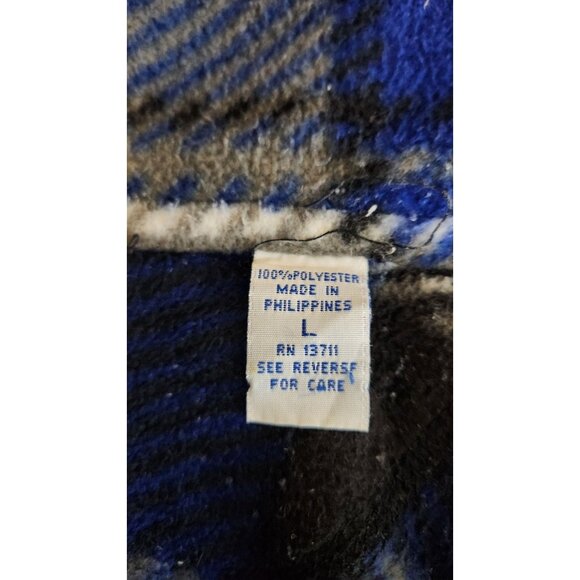 100%POLYESTER
MADE IN
PHILIPPINES
L
RN 13711
SEE REVERSE
FOR CARE